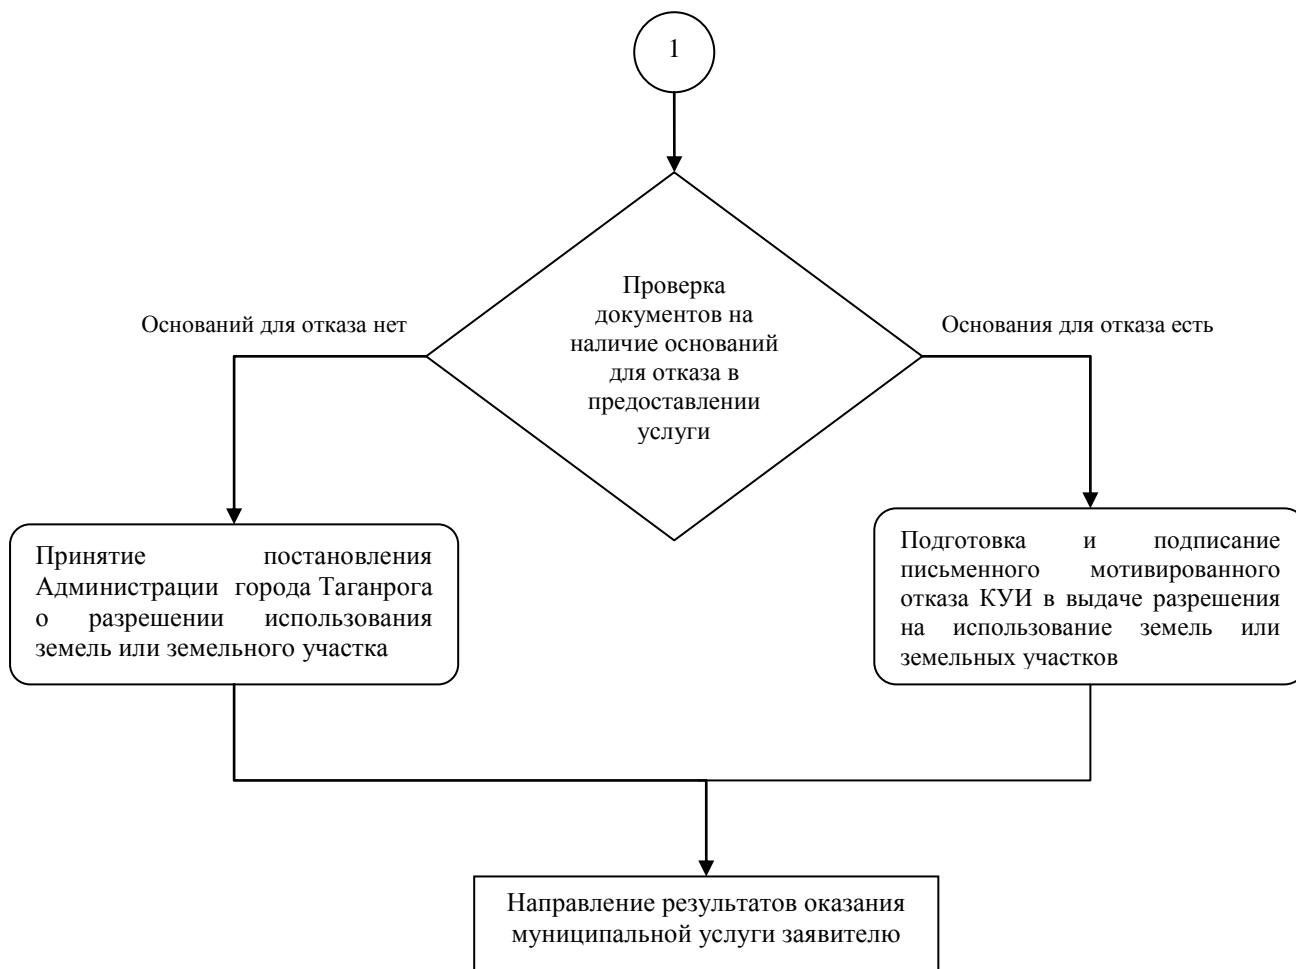 1
Проверка
документов на
наличие оснований
для отказа в
предоставлении
услуги
Оснований для отказа нет
Основания для отказа есть
Принятие постановления
Администрации города Таганрога
о разрешении использования
земель или земельного участка
Подготовка и подписание
письменного мотивированного
отказа КУИ в выдаче разрешения
на использование земель или
земельных участков
Направление результатов оказания
муниципальной услуги заявителю